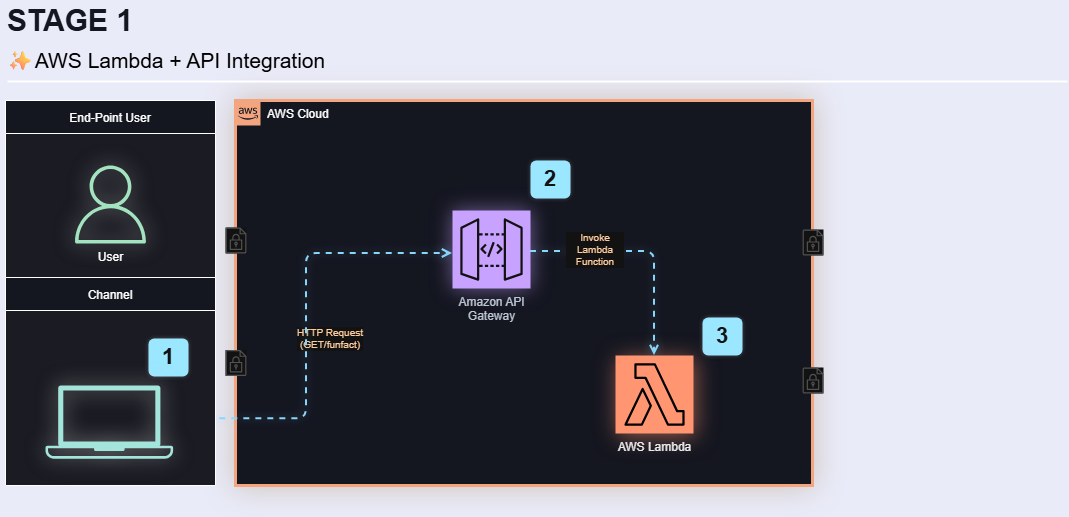 STAGE 1
✨ AWS Lambda + API Integration
End-Point User
User
Channel
1
aws
AWS Cloud
2
</>
Amazon API
Gateway
Invoke
Lambda
Function
HTTP Request
(GET/funfact)
3
AWS Lambda